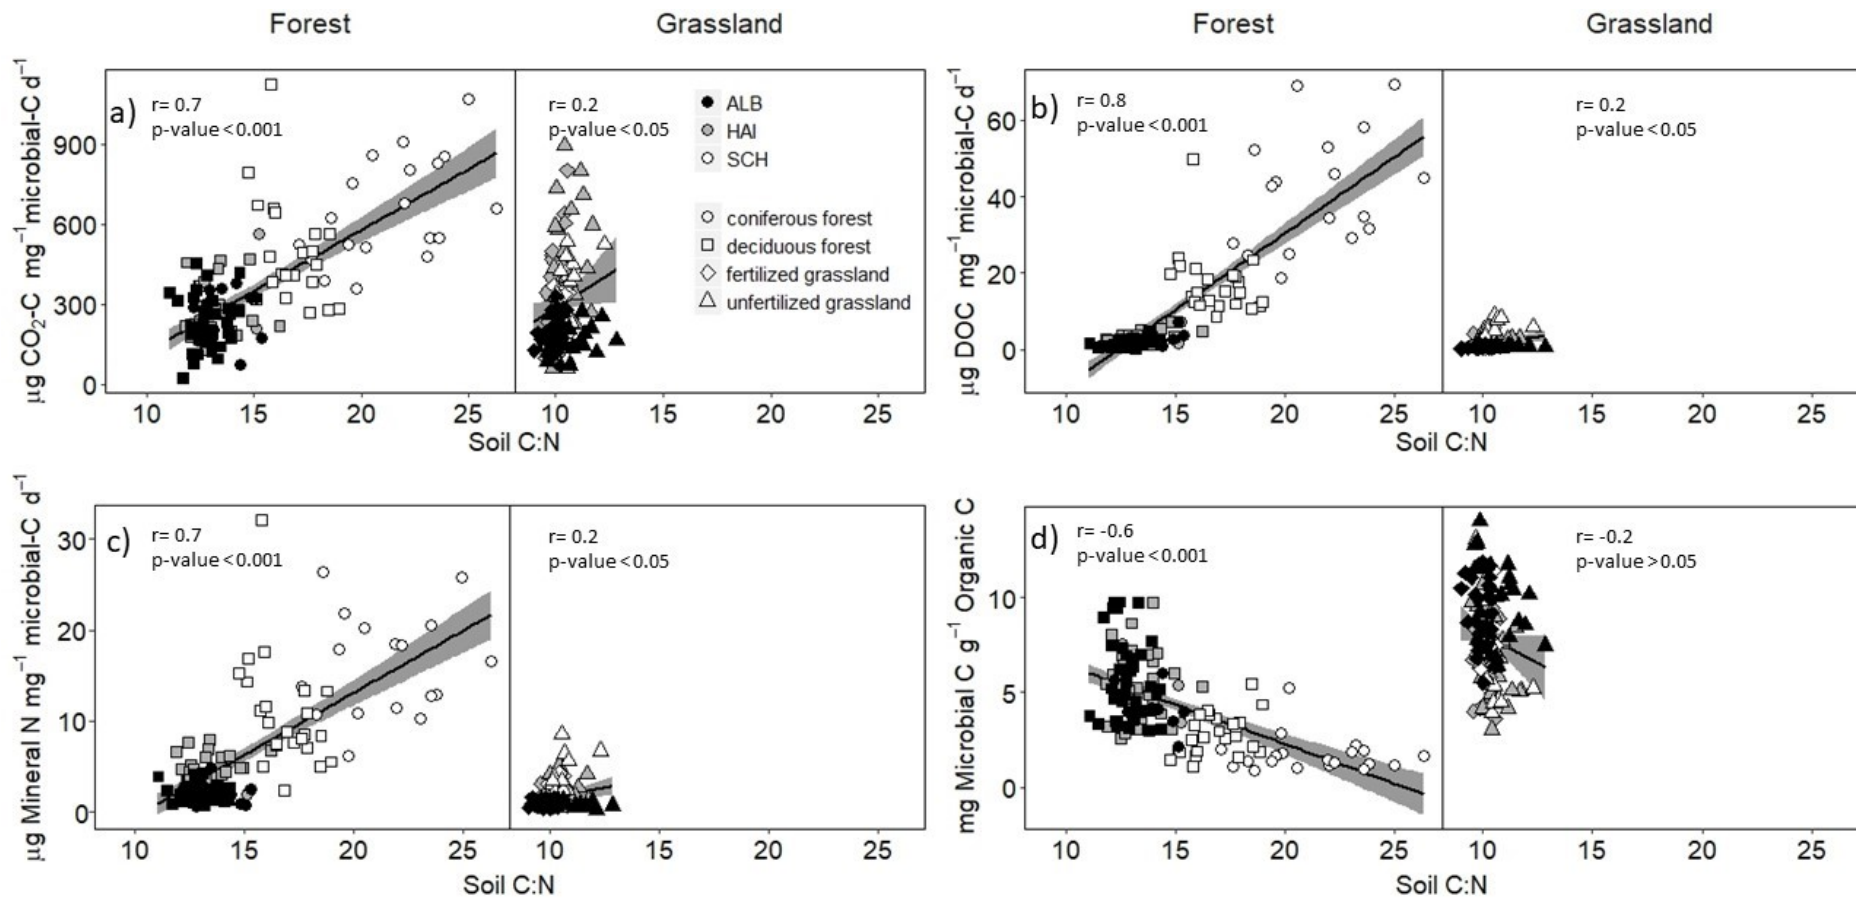 Forest
Grassland
a)
r= 0.7
p-value < 0.001
r= 0.2
p-value < 0.05
ALB
HAI
SCH
coniferous forest
deciduous forest
fertilized grassland
unfertilized grassland
µg CO₂-C mg⁻¹ microbial-C d⁻¹
900
600
300
0
10
15
20
25
10
15
20
25
Soil C:N
Forest
Grassland
b)
r= 0.8
p-value < 0.001
r= 0.2
p-value < 0.05
µg DOC mg⁻¹ microbial-C d⁻¹
60
40
20
0
10
15
20
25
10
15
20
25
Soil C:N
c)
r= 0.7
p-value < 0.001
r= 0.2
p-value < 0.05
µg Mineral N mg⁻¹ microbial-C d⁻¹
30
20
10
0
10
15
20
25
10
15
20
25
Soil C:N
d)
r= -0.6
p-value < 0.001
r= -0.2
p-value > 0.05
mg Microbial C g⁻¹ Organic C
10
5
0
10
15
20
25
10
15
20
25
Soil C:N